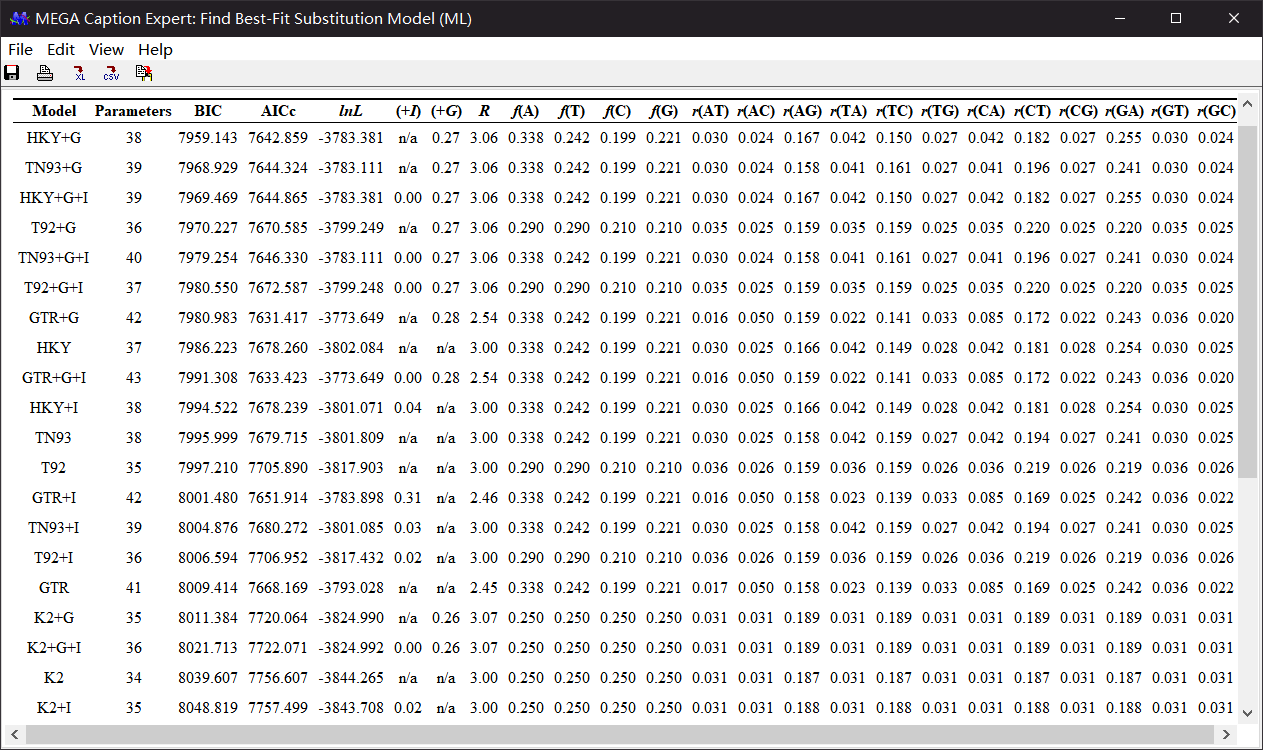 MEGA Caption Expert: Find Best-Fit Substitution Model (ML)
File Edit View Help
XL CSV
Model Parameters BIC AICc lnL (+I) (+G) R f(A) f(T) f(C) f(G) r(AT) r(AC) r(AG) r(TA) r(TC) r(TG) r(CA) r(CT) r(CG) r(GA) r(GT) r(GC)
HKY+G 38 7959.143 7642.859 -3783.381 n/a 0.27 3.06 0.338 0.242 0.199 0.221 0.030 0.024 0.167 0.042 0.150 0.027 0.042 0.182 0.027 0.255 0.030 0.024
TN93+G 39 7968.929 7644.324 -3783.111 n/a 0.27 3.06 0.338 0.242 0.199 0.221 0.030 0.024 0.158 0.041 0.161 0.027 0.041 0.196 0.027 0.241 0.030 0.024
HKY+G+I 39 7969.469 7644.865 -3783.381 0.00 0.27 3.06 0.338 0.242 0.199 0.221 0.030 0.024 0.167 0.042 0.150 0.027 0.042 0.182 0.027 0.255 0.030 0.024
T92+G 36 7970.227 7670.585 -3799.249 n/a 0.27 3.06 0.290 0.290 0.210 0.210 0.035 0.025 0.159 0.035 0.159 0.025 0.035 0.220 0.025 0.220 0.035 0.025
TN93+G+I 40 7979.254 7646.330 -3783.111 0.00 0.27 3.06 0.338 0.242 0.199 0.221 0.030 0.024 0.158 0.041 0.161 0.027 0.041 0.196 0.027 0.241 0.030 0.024
T92+G+I 37 7980.550 7672.587 -3799.248 0.00 0.27 3.06 0.290 0.290 0.210 0.210 0.035 0.025 0.159 0.035 0.159 0.025 0.035 0.220 0.025 0.220 0.035 0.025
GTR+G 42 7980.983 7631.417 -3773.649 n/a 0.28 2.54 0.338 0.242 0.199 0.221 0.016 0.050 0.159 0.022 0.141 0.033 0.085 0.172 0.022 0.243 0.036 0.020
HKY 37 7986.223 7678.260 -3802.084 n/a n/a 3.00 0.338 0.242 0.199 0.221 0.030 0.025 0.166 0.042 0.149 0.028 0.042 0.181 0.028 0.254 0.030 0.025
GTR+G+I 43 7991.308 7633.423 -3773.649 0.00 0.28 2.54 0.338 0.242 0.199 0.221 0.016 0.050 0.159 0.022 0.141 0.033 0.085 0.172 0.022 0.243 0.036 0.020
HKY+I 38 7994.522 7678.239 -3801.071 0.04 n/a 3.00 0.338 0.242 0.199 0.221 0.030 0.025 0.166 0.042 0.149 0.028 0.042 0.181 0.028 0.254 0.030 0.025
TN93 38 7995.999 7679.715 -3801.809 n/a n/a 3.00 0.338 0.242 0.199 0.221 0.030 0.025 0.158 0.042 0.159 0.027 0.042 0.194 0.027 0.241 0.030 0.025
T92 35 7997.210 7705.890 -3817.903 n/a n/a 3.00 0.290 0.290 0.210 0.210 0.036 0.026 0.159 0.036 0.159 0.026 0.036 0.219 0.026 0.219 0.036 0.026
GTR+I 42 8001.480 7651.914 -3783.898 0.31 n/a 2.46 0.338 0.242 0.199 0.221 0.016 0.050 0.158 0.023 0.139 0.033 0.085 0.169 0.025 0.242 0.036 0.022
TN93+I 39 8004.876 7680.272 -3801.085 0.03 n/a 3.00 0.338 0.242 0.199 0.221 0.030 0.025 0.158 0.042 0.159 0.027 0.042 0.194 0.027 0.241 0.030 0.025
T92+I 36 8006.594 7706.952 -3817.432 0.02 n/a 3.00 0.290 0.290 0.210 0.210 0.036 0.026 0.159 0.036 0.159 0.026 0.036 0.219 0.026 0.219 0.036 0.026
GTR 41 8009.414 7668.169 -3793.028 n/a n/a 2.45 0.338 0.242 0.199 0.221 0.017 0.050 0.158 0.023 0.139 0.033 0.085 0.169 0.025 0.242 0.036 0.022
K2+G 35 8011.384 7720.064 -3824.990 n/a 0.26 3.07 0.250 0.250 0.250 0.250 0.031 0.031 0.189 0.031 0.189 0.031 0.031 0.189 0.031 0.189 0.031 0.031
K2+G+I 36 8021.713 7722.071 -3824.992 0.00 0.26 3.07 0.250 0.250 0.250 0.250 0.031 0.031 0.189 0.031 0.189 0.031 0.031 0.189 0.031 0.189 0.031 0.031
K2 34 8039.607 7756.607 -3844.265 n/a n/a 3.00 0.250 0.250 0.250 0.250 0.031 0.031 0.187 0.031 0.187 0.031 0.031 0.187 0.031 0.187 0.031 0.031
K2+I 35 8048.819 7757.499 -3843.708 0.02 n/a 3.00 0.250 0.250 0.250 0.250 0.031 0.031 0.188 0.031 0.188 0.031 0.031 0.188 0.031 0.188 0.031 0.031